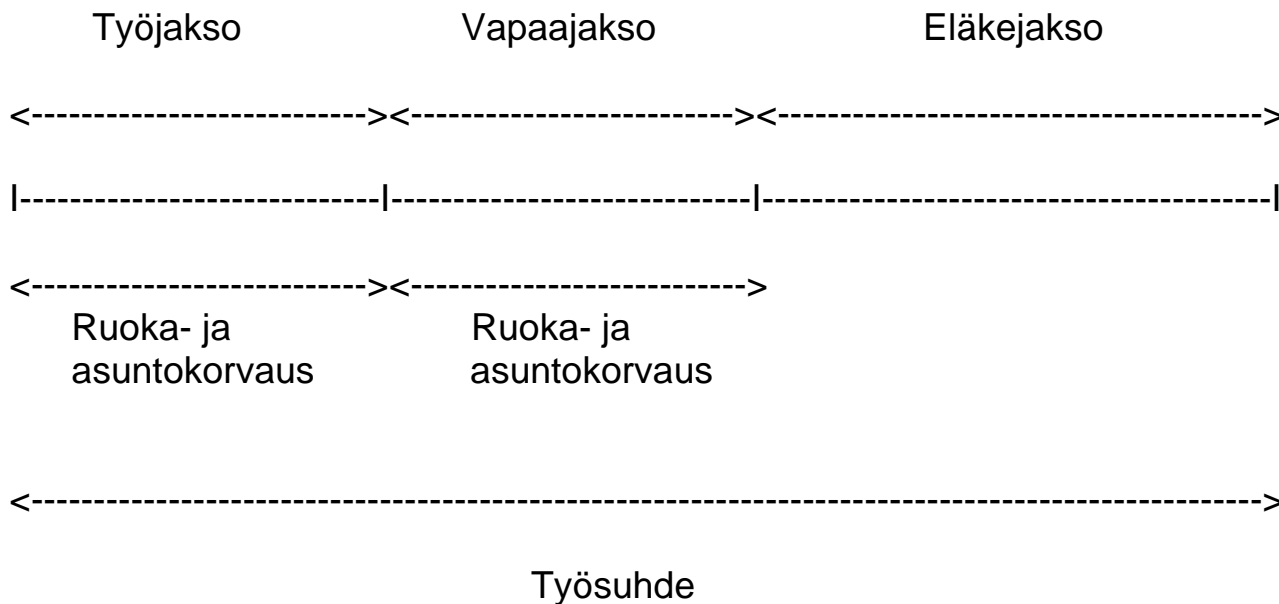 Työjakso Vapaajakso Eläkejakso
<----------------------------><-------------------------><--------------------------------------->
|----------------------------|----------------------------|---------------------------------------|
<--------------------------><--------------------------->
Ruoka- ja Ruoka- ja
asuntokorvaus asuntokorvaus
<------------------------------------------------------------------------------------------------>
Työsuhde